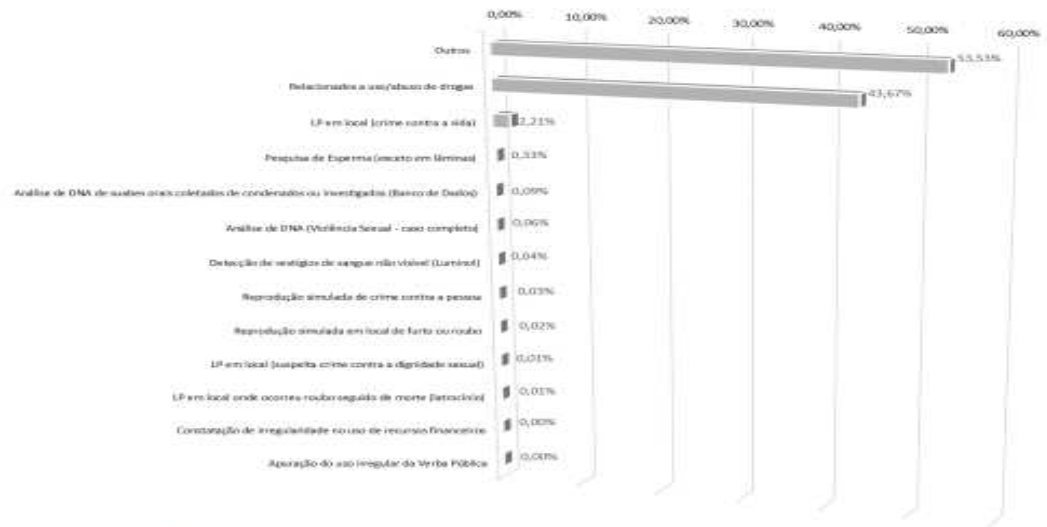 0,00% 10,00% 20,00% 30,00% 40,00% 50,00% 60,00%
Outros 53,53%
Relacionados a uso/abuso de drogas 43,67%
LP em local (crime contra a vida) 2,21%
Pesquisa de Esperma (exceto em lâminas) 0,33%
Análise de DNA de suabes orais coletados de condenados ou investigados (Banco de Dados) 0,09%
Análise de DNA (Violência Sexual - caso completo) 0,06%
Detecção de vestígios de sangue não visível (Luminol) 0,04%
Reprodução simulada de crime contra a pessoa 0,03%
Reprodução simulada em local de furto ou roubo 0,02%
LP em local (suspeita crime contra a dignidade sexual) 0,01%
LP em local onde ocorreu roubo seguido de morte (latrocínio) 0,01%
Constatação de irregularidade no uso de recursos financeiros 0,00%
Apuração do uso irregular da Verba Pública 0,00%